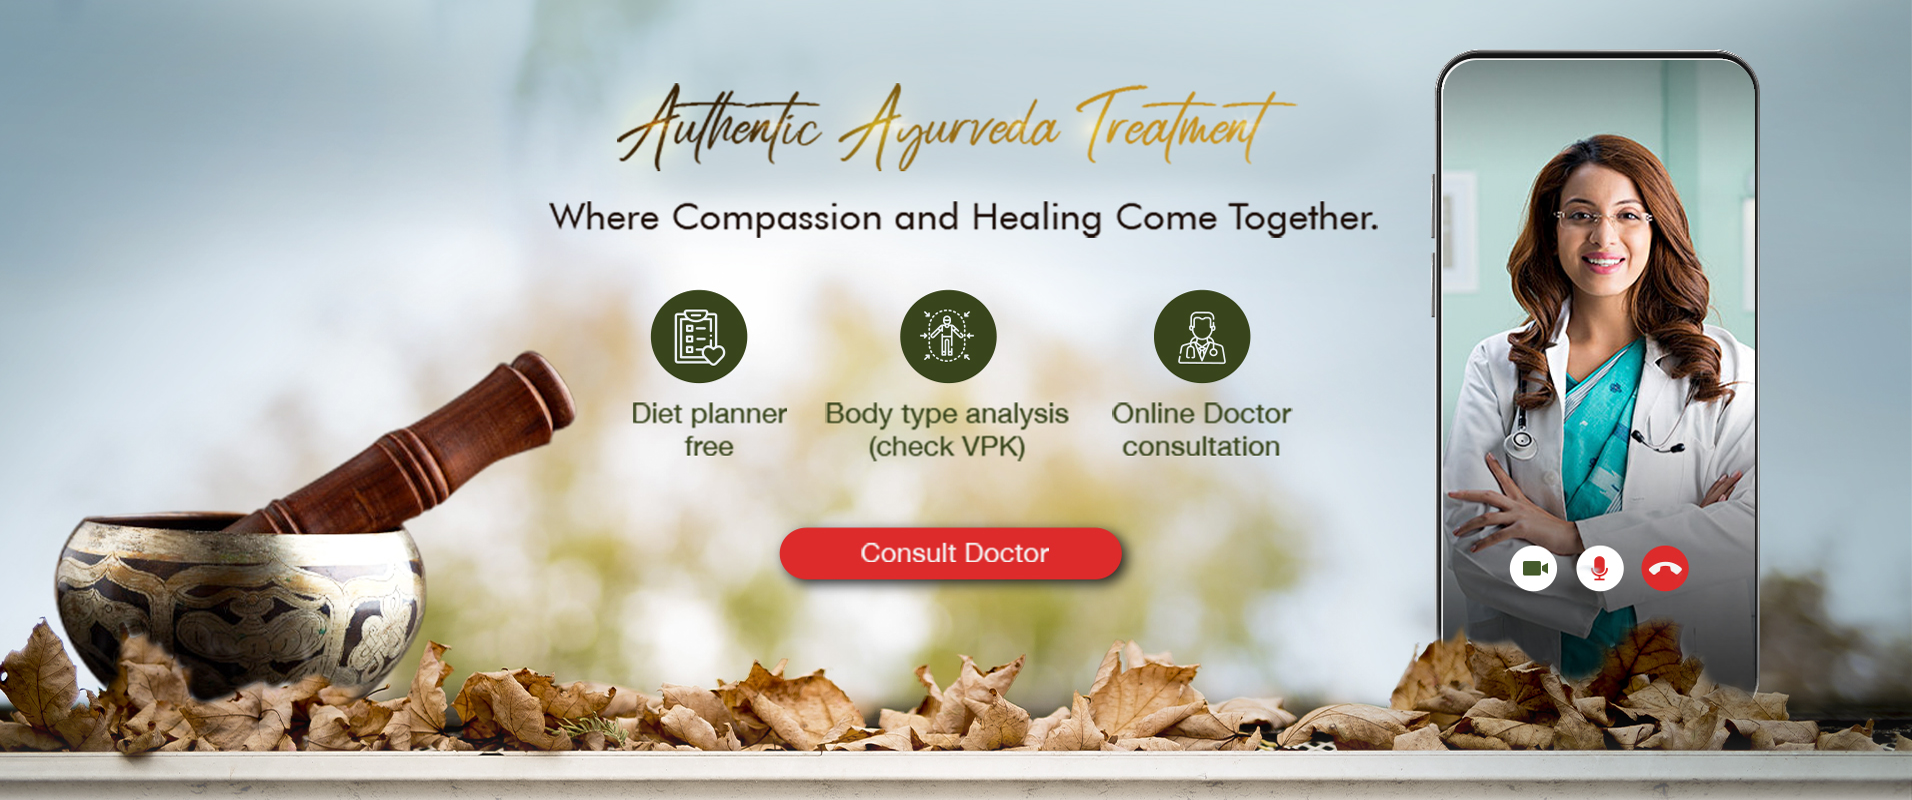 Authentic Ayurveda Treatment
Where Compassion and Healing Come Together.
Diet planner
free
Body type analysis
(check VPK)
Online Doctor
consultation
Consult Doctor